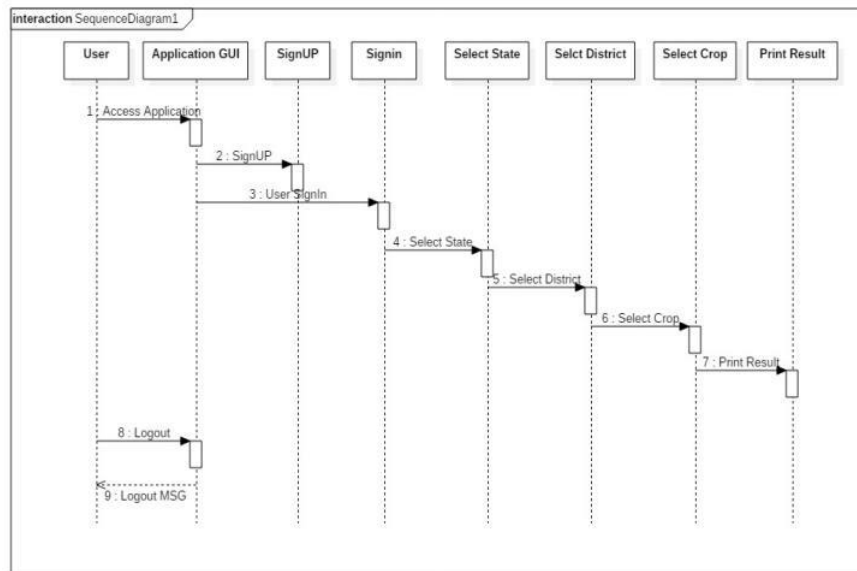 interaction SequenceDiagram1
User
Application GUI
SignUP
Signin
Select State
Selct District
Select Crop
Print Result
1 : Access Application
2 : SignUP
3 : User SignIn
4 : Select State
5 : Select District
6 : Select Crop
7 : Print Result
8 : Logout
9 : Logout MSG